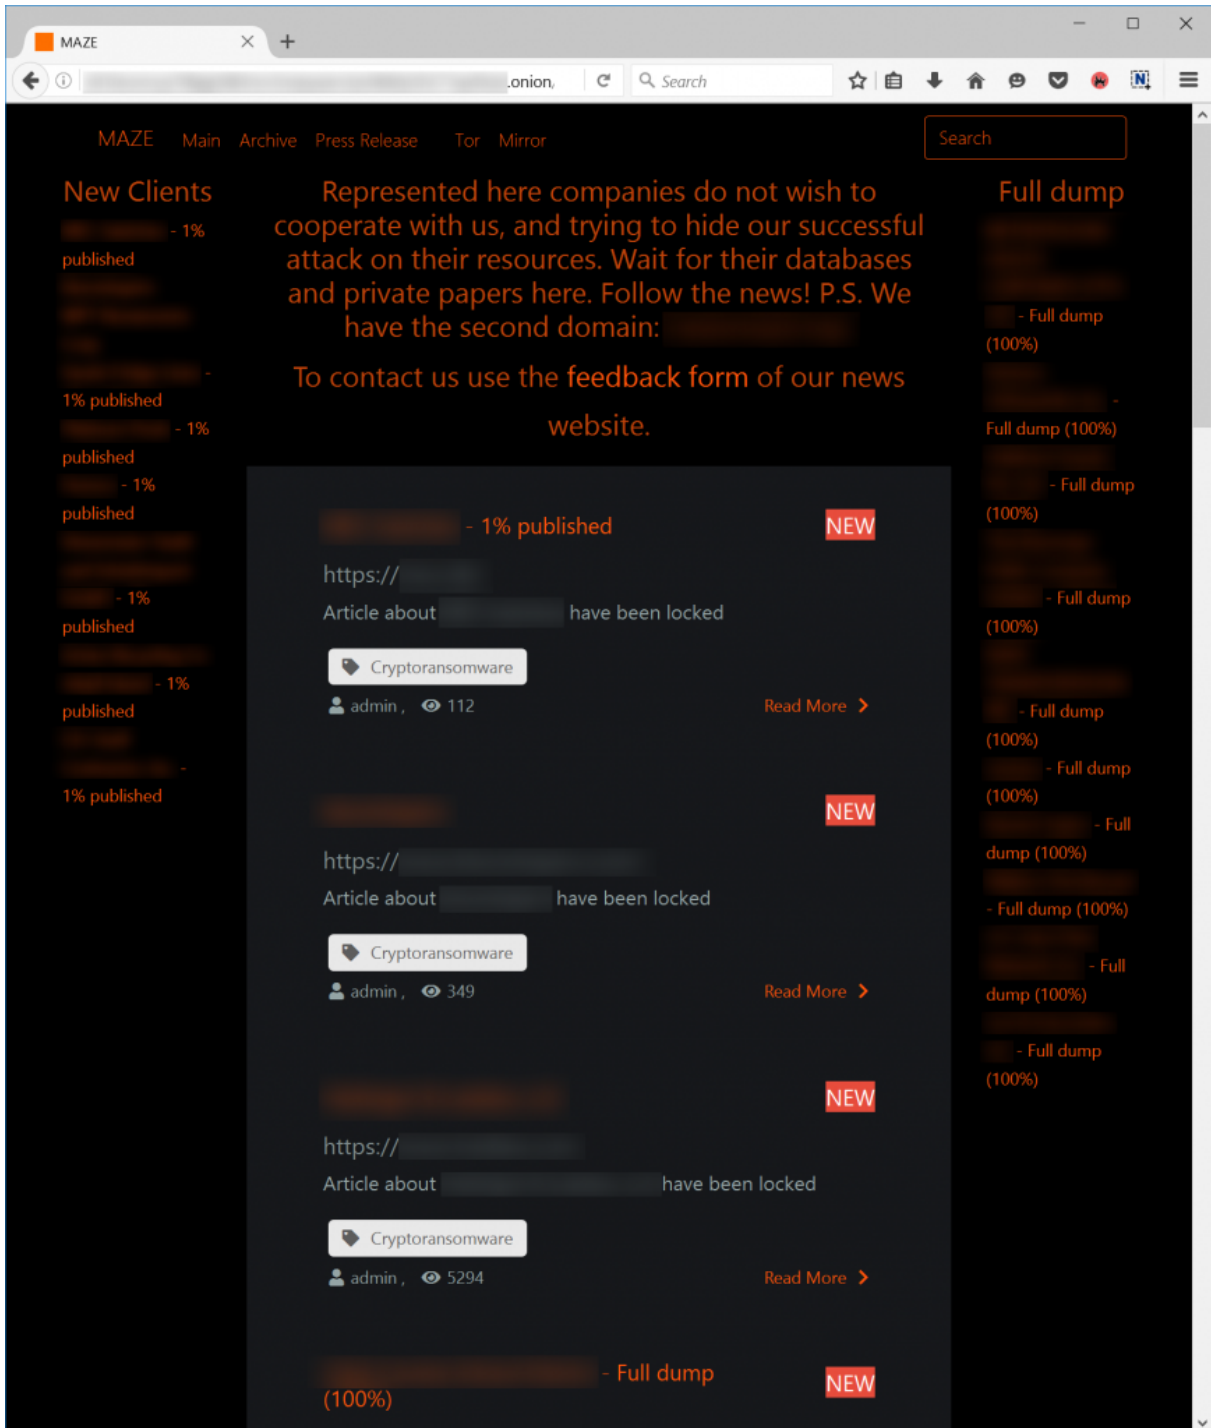 MAZE
.onion,
Search
MAZE Main Archive Press Release Tor Mirror
Search
New Clients
- 1%
published
-
1% published
- 1%
published
- 1%
published
- 1%
published
- 1%
published
-
1% published
Represented here companies do not wish to
cooperate with us, and trying to hide our successful
attack on their resources. Wait for their databases
and private papers here. Follow the news! P.S. We
have the second domain:
To contact us use the feedback form of our news
website.
- 1% published
NEW
https://
Article about have been locked
Cryptoransomware
admin , 112
Read More
NEW
https://
Article about have been locked
Cryptoransomware
admin , 349
Read More
NEW
https://
Article about have been locked
Cryptoransomware
admin , 5294
Read More
- Full dump
(100%)
NEW
Full dump
- Full dump
(100%)
-
Full dump (100%)
- Full dump
(100%)
- Full dump
(100%)
- Full dump
(100%)
- Full dump
(100%)
- Full
dump (100%)
- Full dump (100%)
- Full
dump (100%)
- Full dump
(100%)